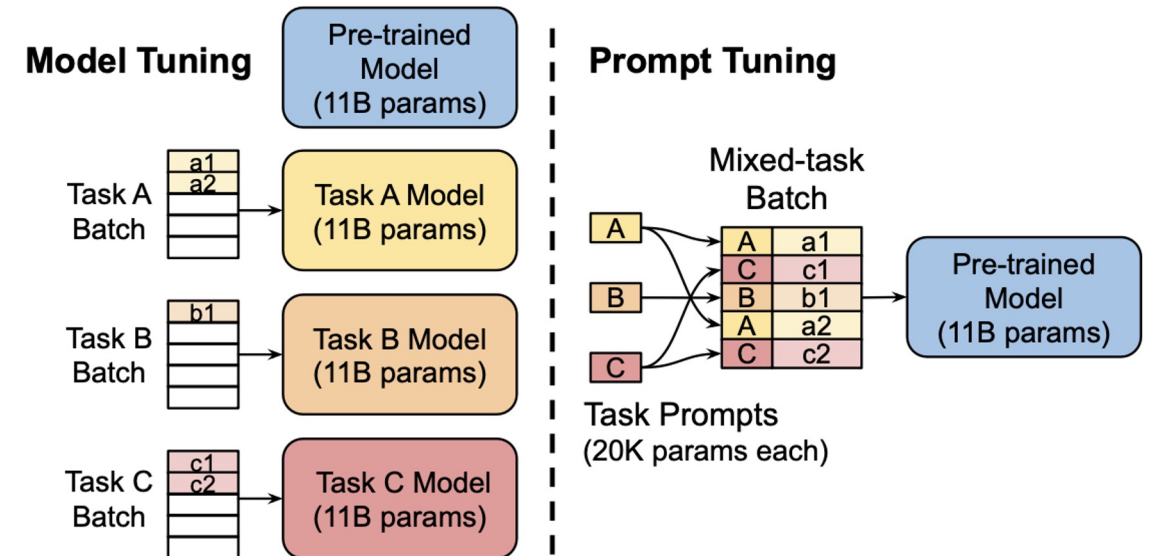 Model Tuning
Pre-trained
Model
(11B params)
Task A
Batch
a1
a2
Task A Model
(11B params)
Task B
Batch
b1
Task B Model
(11B params)
Task C
Batch
c1
c2
Task C Model
(11B params)
Prompt Tuning
Mixed-task
Batch
A
B
C
A a1
C c1
B b1
A a2
C c2
Pre-trained
Model
(11B params)
Task Prompts
(20K params each)